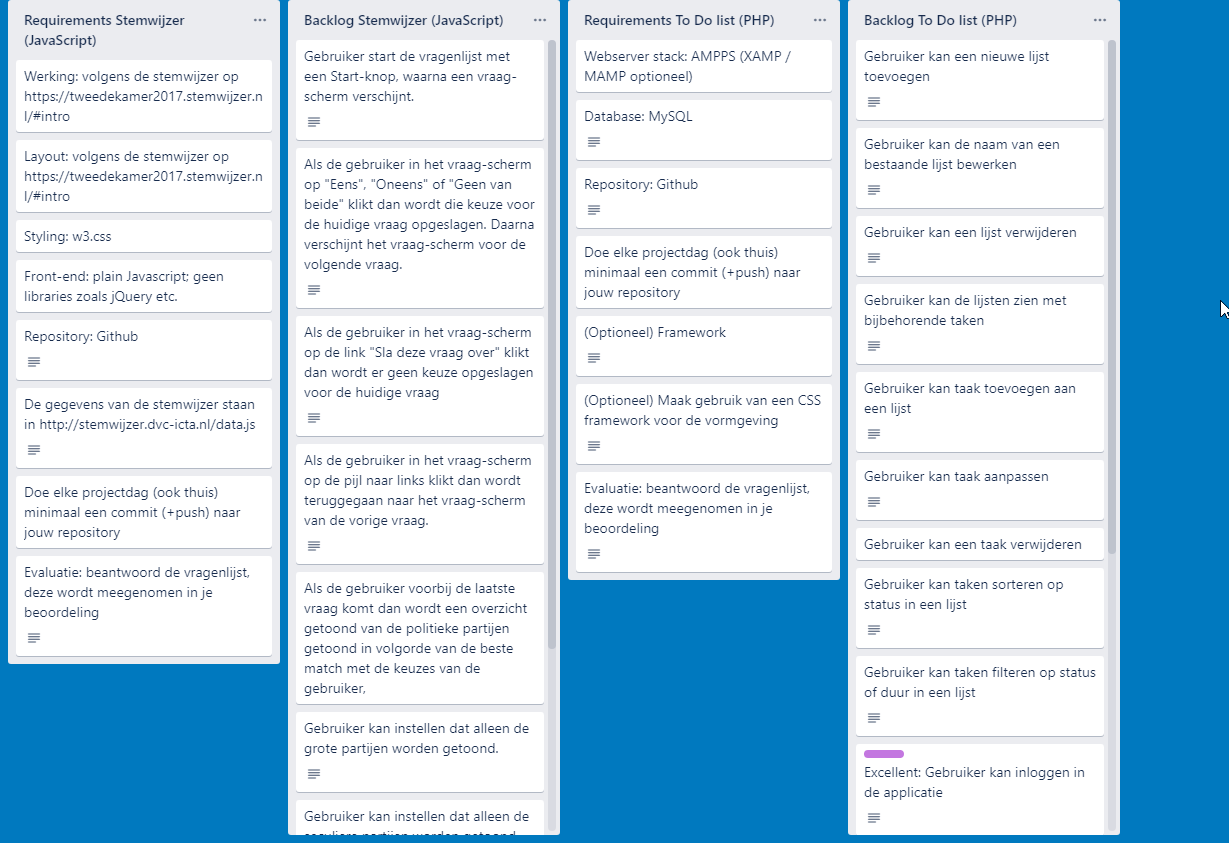 Requirements Stemwijzer
(JavaScript)
Werking: volgens de stemwijzer op
https://tweedekamer2017.stemwijzer.n
l/#intro
Layout: volgens de stemwijzer op
https://tweedekamer2017.stemwijzer.n
l/#intro
Styling: w3.css
Front-end: plain Javascript; geen
libraries zoals jQuery etc.
Repository: Github
De gegevens van de stemwijzer staan
in http://stemwijzer.dvc-icta.nl/data.js
Doe elke projectdag (ook thuis)
minimaal een commit (+push) naar
jouw repository
Evaluatie: beantwoord de vragenlijst,
deze wordt meegenomen in je
beoordeling
Backlog Stemwijzer (JavaScript)
Gebruiker start de vragenlijst met
een Start-knop, waarna een vraag-
scherm verschijnt.
Als de gebruiker in het vraag-scherm
op "Eens", "Oneens" of "Geen van
beide" klikt dan wordt die keuze voor
de huidige vraag opgeslagen. Daarna
verschijnt het vraag-scherm voor de
volgende vraag.
Als de gebruiker in het vraag-scherm
op de link "Sla deze vraag over" klikt
dan wordt er geen keuze opgeslagen
voor de huidige vraag
Als de gebruiker in het vraag-scherm
op de pijl naar links klikt dan wordt
teruggegaan naar het vraag-scherm
van de vorige vraag.
Als de gebruiker voorbij de laatste
vraag komt dan wordt een overzicht
getoond van de politieke partijen
getoond in volgorde van de beste
match met de keuzes van de
gebruiker,
Gebruiker kan instellen dat alleen de
grote partijen worden getoond.
Gebruiker kan instellen dat alleen de
seculiere partijen worden getoond
Requirements To Do list (PHP)
Webserver stack: AMPPS (XAMP /
MAMP optioneel)
Database: MySQL
Repository: Github
Doe elke projectdag (ook thuis)
minimaal een commit (+push) naar
jouw repository
(Optioneel) Framework
(Optioneel) Maak gebruik van een CSS
framework voor de vormgeving
Evaluatie: beantwoord de vragenlijst,
deze wordt meegenomen in je
beoordeling
Backlog To Do list (PHP)
Gebruiker kan een nieuwe lijst
toevoegen
Gebruiker kan de naam van een
bestaande lijst bewerken
Gebruiker kan een lijst verwijderen
Gebruiker kan de lijsten zien met
bijbehorende taken
Gebruiker kan taak toevoegen aan
een lijst
Gebruiker kan taak aanpassen
Gebruiker kan een taak verwijderen
Gebruiker kan taken sorteren op
status in een lijst
Gebruiker kan taken filteren op status
of duur in een lijst
Excellent: Gebruiker kan inloggen in
de applicatie